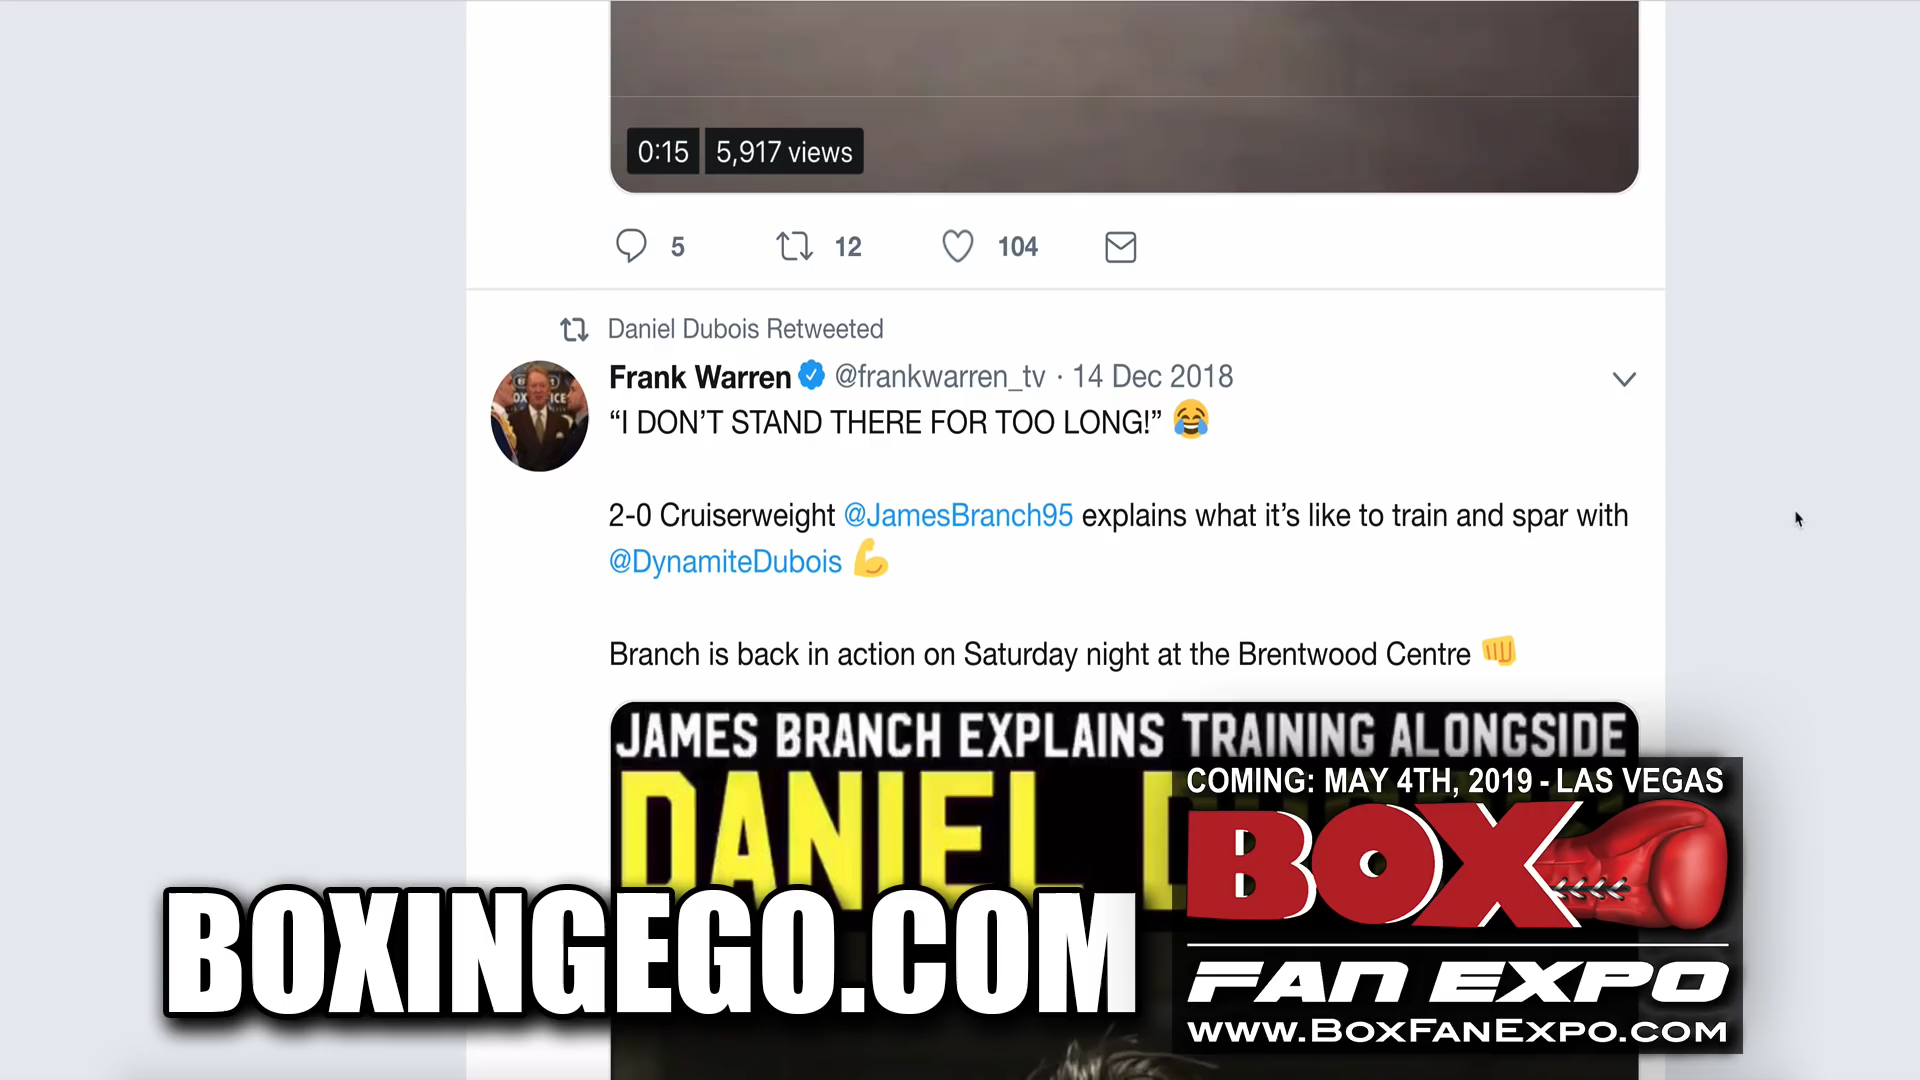 0:15 5,917 views
5 12 104
Daniel Dubois Retweeted
Frank Warren @frankwarren_tv · 14 Dec 2018
“I DON’T STAND THERE FOR TOO LONG!” 😂
2-0 Cruiserweight @JamesBranch95 explains what it’s like to train and spar with
@DynamiteDubois 💪
Branch is back in action on Saturday night at the Brentwood Centre 👊
JAMES BRANCH EXPLAINS TRAINING ALONGSIDE
DANIEL
COMING: MAY 4TH, 2019 - LAS VEGAS
BOX
FAN EXPO
WWW.BOXFANEXPO.COM
BOXINGEGO.COM